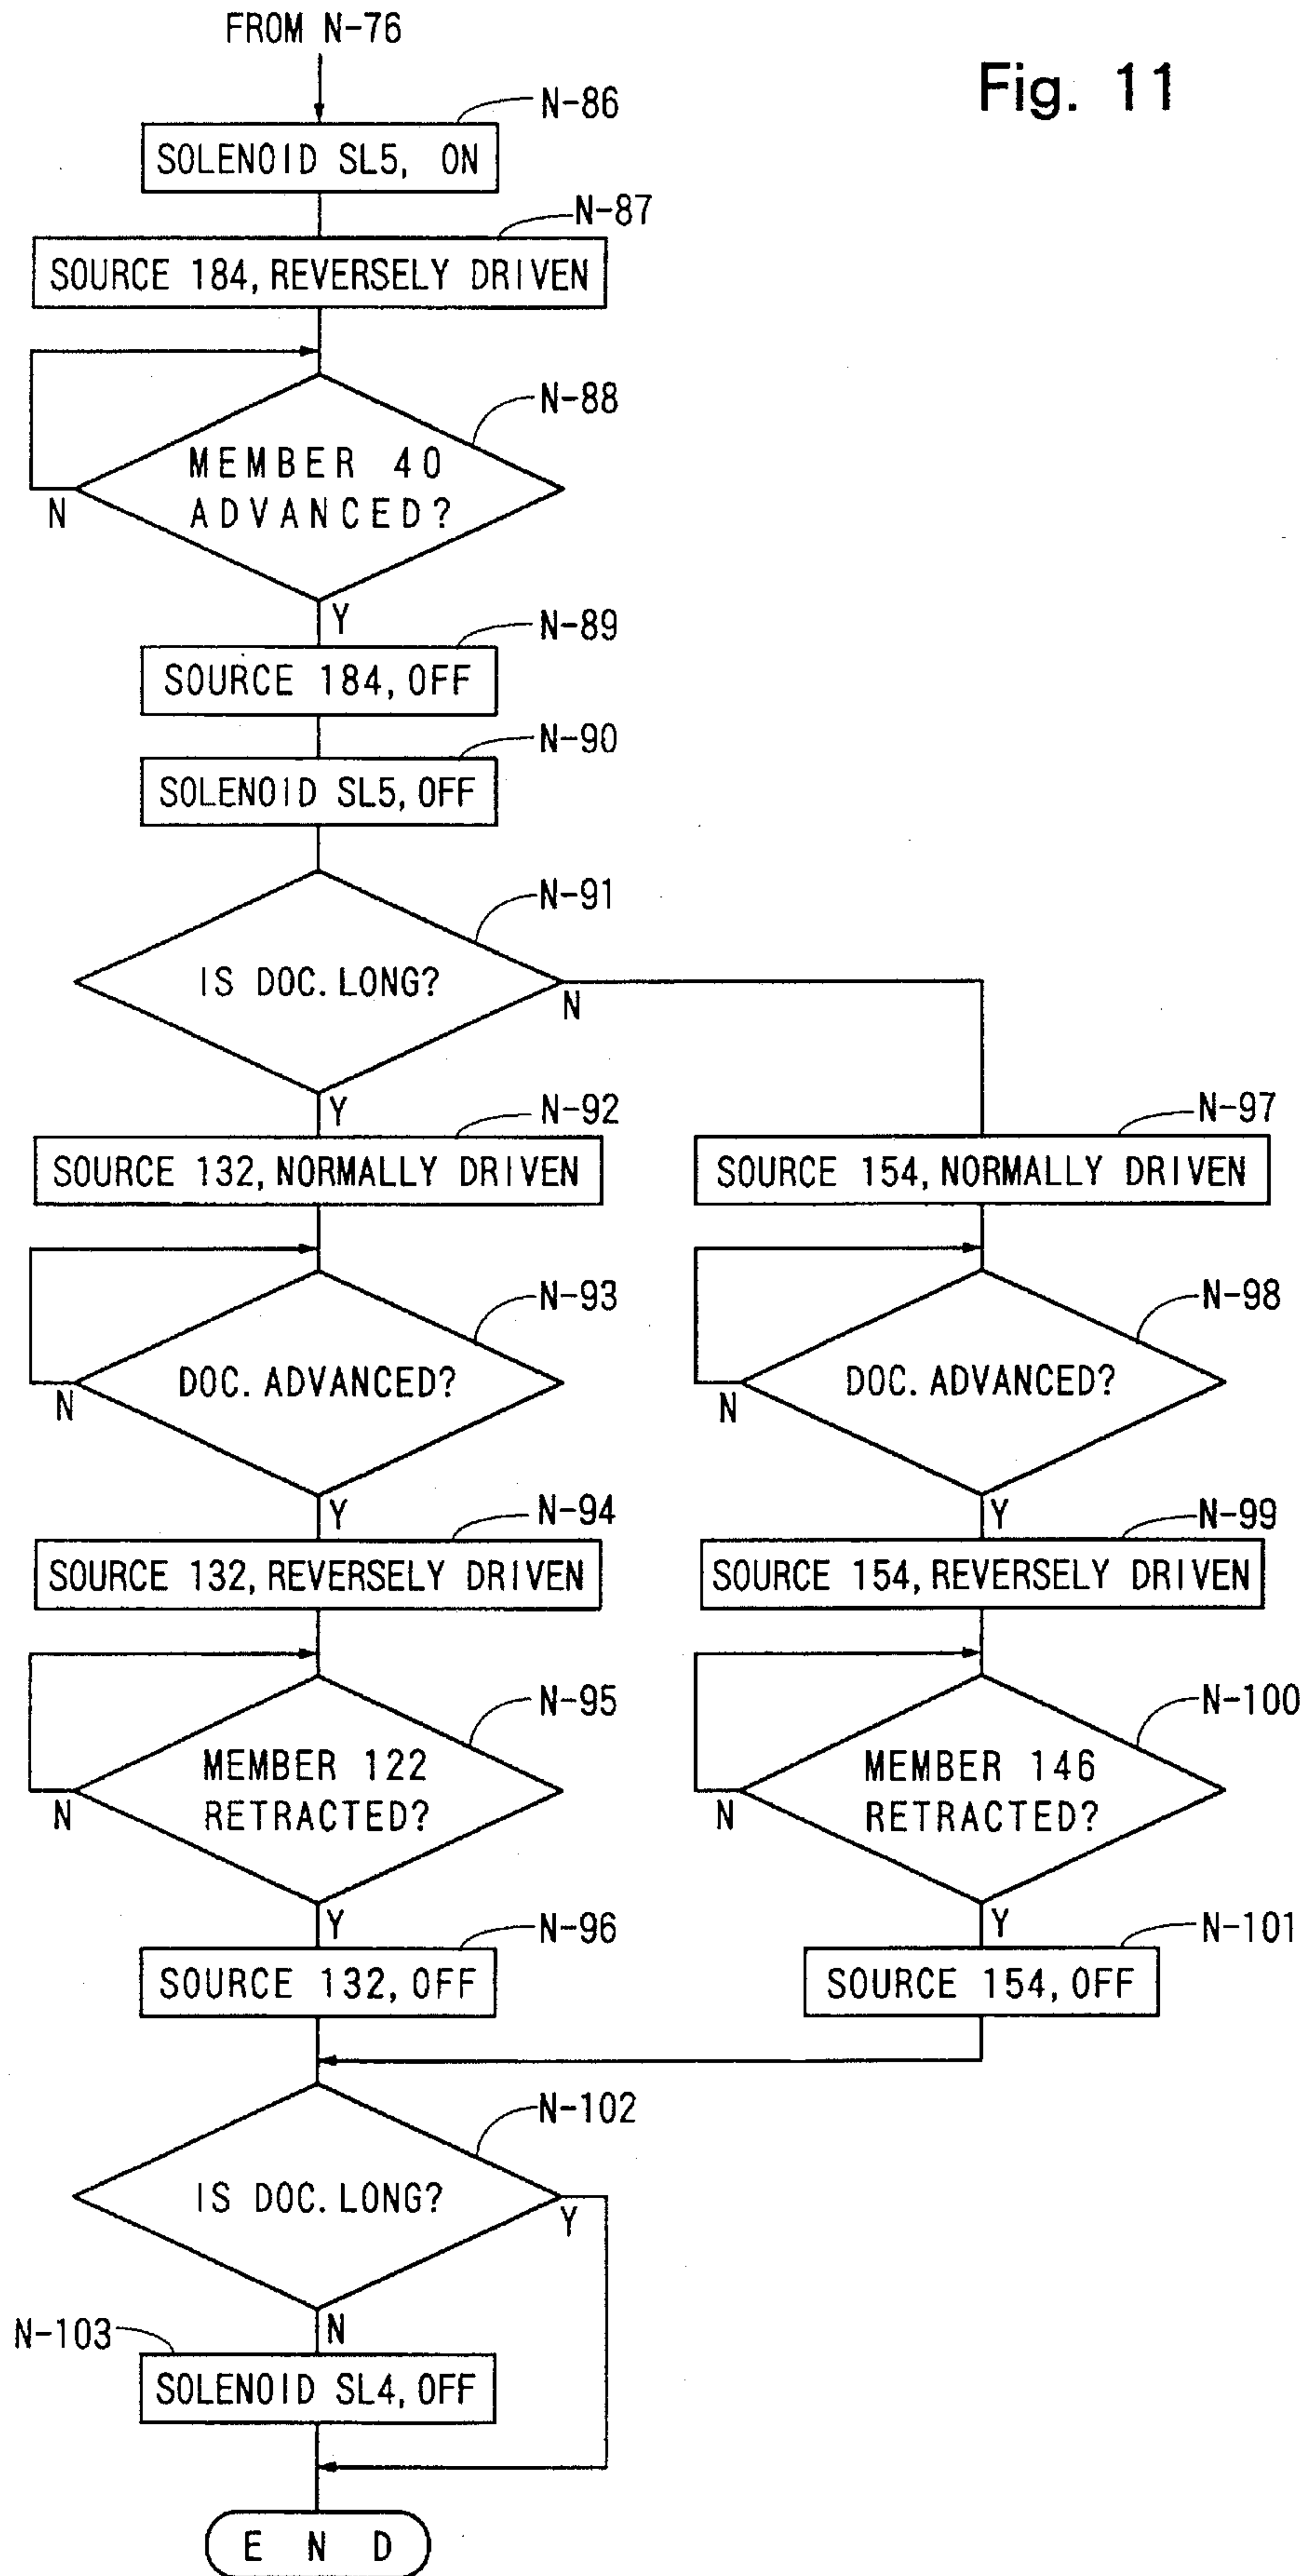 FROM N-76
Fig. 11
N-86
SOLENOID SL5, ON
N-87
SOURCE 184, REVERSELY DRIVEN
N-88
MEMBER 40
ADVANCED?
N
Y
N-89
SOURCE 184, OFF
N-90
SOLENOID SL5, OFF
N-91
IS DOC. LONG?
N
Y
N-92
SOURCE 132, NORMALLY DRIVEN
N-97
SOURCE 154, NORMALLY DRIVEN
N-93
DOC. ADVANCED?
N
Y
N-98
DOC. ADVANCED?
N
Y
N-94
SOURCE 132, REVERSELY DRIVEN
N-99
SOURCE 154, REVERSELY DRIVEN
N-95
MEMBER 122
RETRACTED?
N
Y
N-100
MEMBER 146
RETRACTED?
N
Y
N-96
SOURCE 132, OFF
N-101
SOURCE 154, OFF
N-102
IS DOC. LONG?
Y
N
N-103
SOLENOID SL4, OFF
END